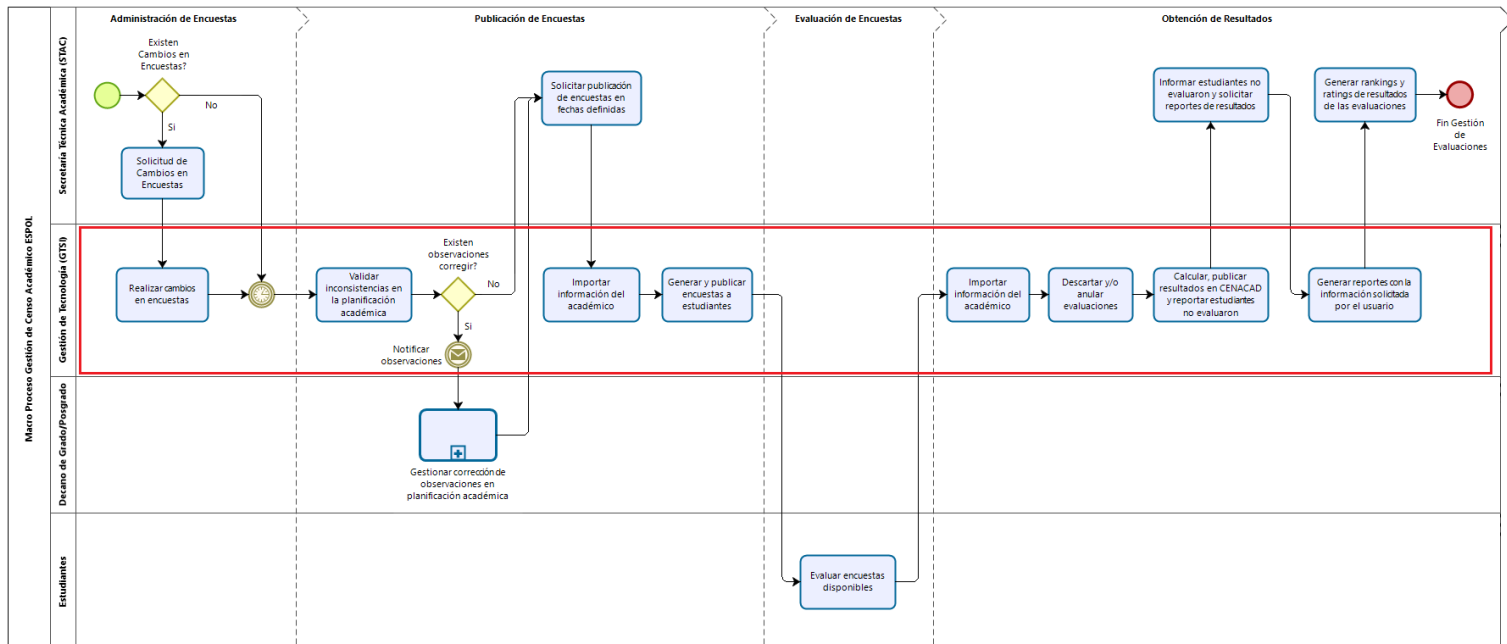 Macro Proceso Gestión de Censo Académico ESPOL
Administración de Encuestas
Publicación de Encuestas
Evaluación de Encuestas
Obtención de Resultados
Secretaría Técnica Académica (STAC)
Existen
Cambios en
Encuestas?
No
Si
Solicitud de
Cambios en
Encuestas
Solicitar publicación
de encuestas en
fechas definidas
Informar estudiantes no
evaluaron y solicitar
reportes de resultados
Generar rankings y
ratings de resultados
de las evaluaciones
Fin Gestión
de
Evaluaciones
Gestión de Tecnología (GTSI)
Realizar cambios
en encuestas
Validar
inconsistencias en
la planificación
académica
Existen
observaciones
corregir?
No
Si
Notificar
observaciones
Importar
información del
académico
Generar y publicar
encuestas a
estudiantes
Importar
información del
académico
Descartar y/o
anular
evaluaciones
Calcular, publicar
resultados en CENACAD
y reportar estudiantes
no evaluaron
Generar reportes con la
información solicitada
por el usuario
Decano de Grado/Posgrado
Gestionar corrección de
observaciones en
planificación académica
Estudiantes
Evaluar encuestas
disponibles